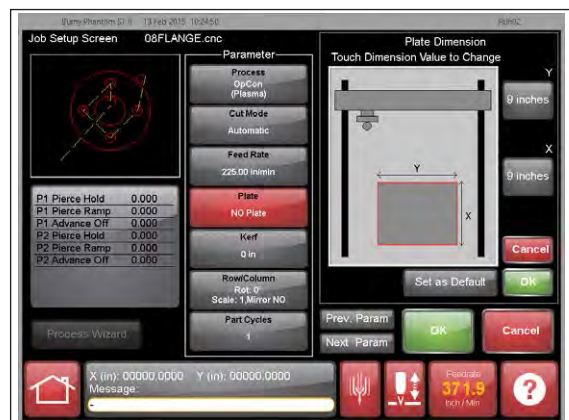 Burny Phantom ST II 13 Feb 2015 10:24:50
Job Setup Screen 08FLANGE.cnc
Parameter
Process
OpCon
(Plasma)
Cut Mode
Automatic
Feed Rate
225.00 in/min
Plate
NO Plate
Kerf
0 in
Row/Column
Rot: 0°
Scale: 1,Mirror NO
Part Cycles
1
P1 Pierce Hold 0.000
P1 Pierce Ramp 0.000
P1 Advance Off 0.000
P2 Pierce Hold 0.000
P2 Pierce Ramp 0.000
P2 Advance Off 0.000
Process Wizard
Plate Dimension
Touch Dimension Value to Change
Y
9 inches
X
9 inches
Y
X
Cancel
Set as Default
OK
Prev. Param
Next Param
OK
Cancel
X (in): 00000.0000 Y (in): 00000.0000
Message:
-
V
Feedrate
371.9
Inch / Min
?